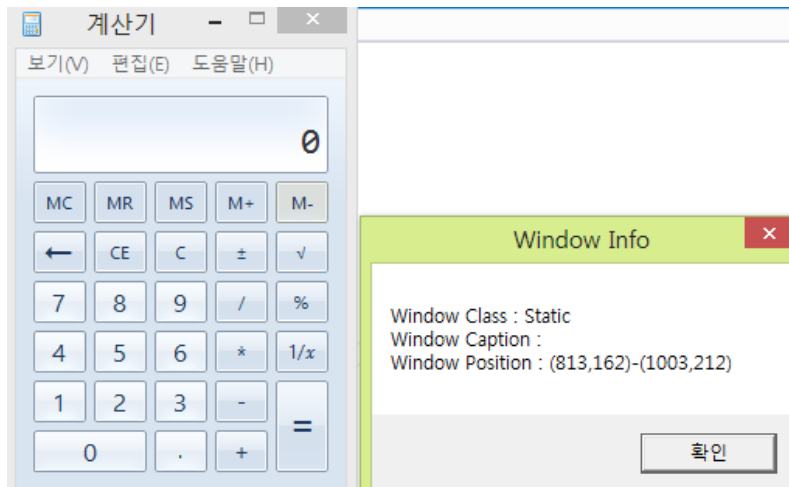 계산기
보기(V) 편집(E) 도움말(H)
0
MC MR MS M+ M-
← CE C ± √
7 8 9 / %
4 5 6 * 1/x
1 2 3 - =
0 . +
Window Info
Window Class : Static
Window Caption :
Window Position : (813,162)-(1003,212)
확인